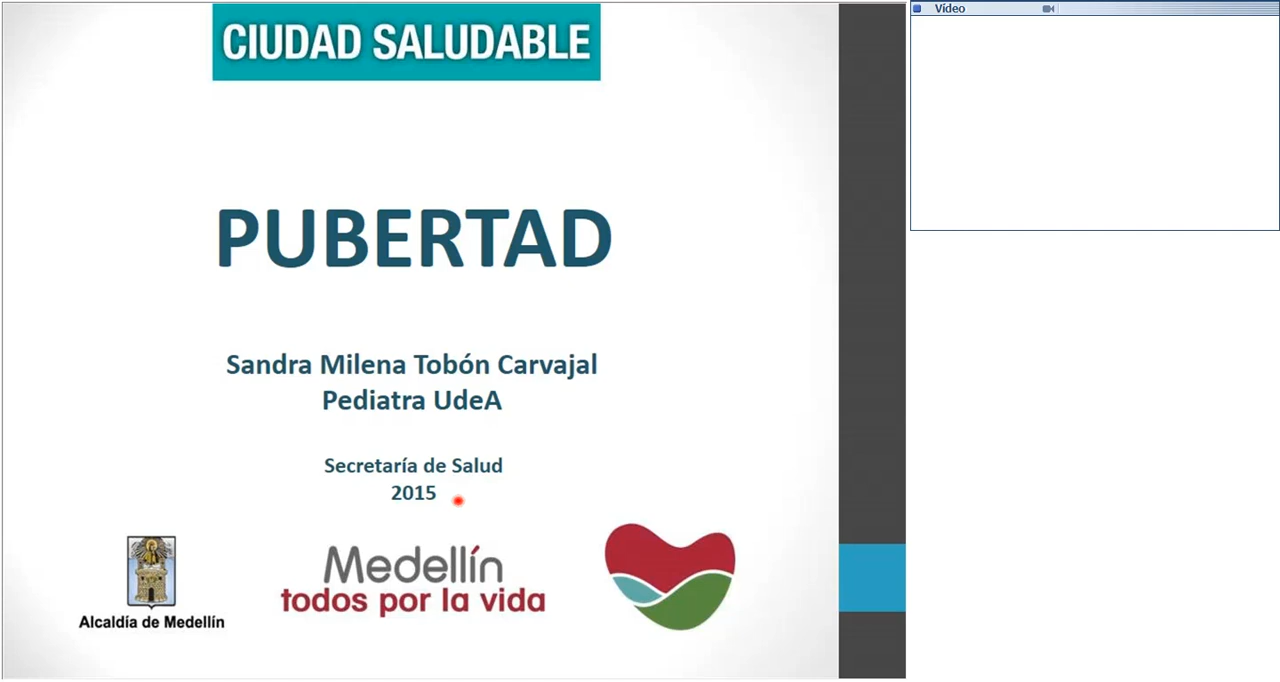 CIUDAD SALUDABLE
Vídeo
PUBERTAD
Sandra Milena Tobón Carvajal
Pediatra UdeA
Secretaría de Salud
2015
Medellín
todos por la vida
Alcaldía de Medellín